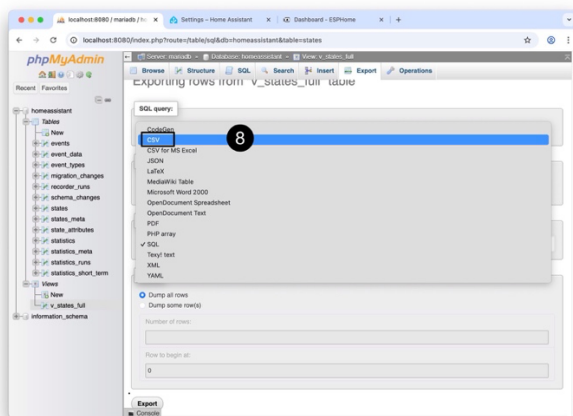 localhost:8080 / mariadb / ho
Settings – Home Assistant
Dashboard - ESPHome
localhost:8080/index.php?route=/table/sql&db=homeassistant&table=states
phpMyAdmin
Recent Favorites
homeassistant
Tables
New
events
event_data
event_types
migration_changes
recorder_runs
schema_changes
states
states_meta
state_attributes
statistics
statistics_meta
statistics_runs
statistics_short_term
Views
New
v_states_full
information_schema
Server: mariadb » Database: homeassistant » View: v_states_full
Browse Structure SQL Search Insert Export Operations
Exporting rows from "v_states_full" table
SQL query:
CodeGen
CSV
8
CSV for MS Excel
JSON
LaTeX
MediaWiki Table
Microsoft Word 2000
OpenDocument Spreadsheet
OpenDocument Text
PDF
PHP array
✓ SQL
Texy! text
XML
YAML
Dump all rows
Dump some row(s)
Number of rows:
Row to begin at:
0
Export
Console